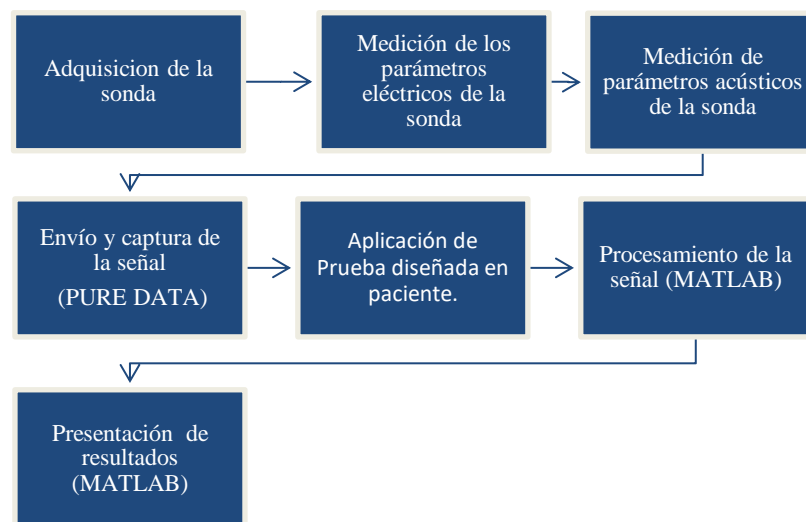 Adquisicion de la
sonda
Medición de los
parámetros
eléctricos de la
sonda
Medición de
parámetros acústicos
de la sonda
Envío y captura de
la señal
(PURE DATA)
Aplicación de
Prueba diseñada en
paciente.
Procesamiento de la
señal (MATLAB)
Presentación de
resultados
(MATLAB)